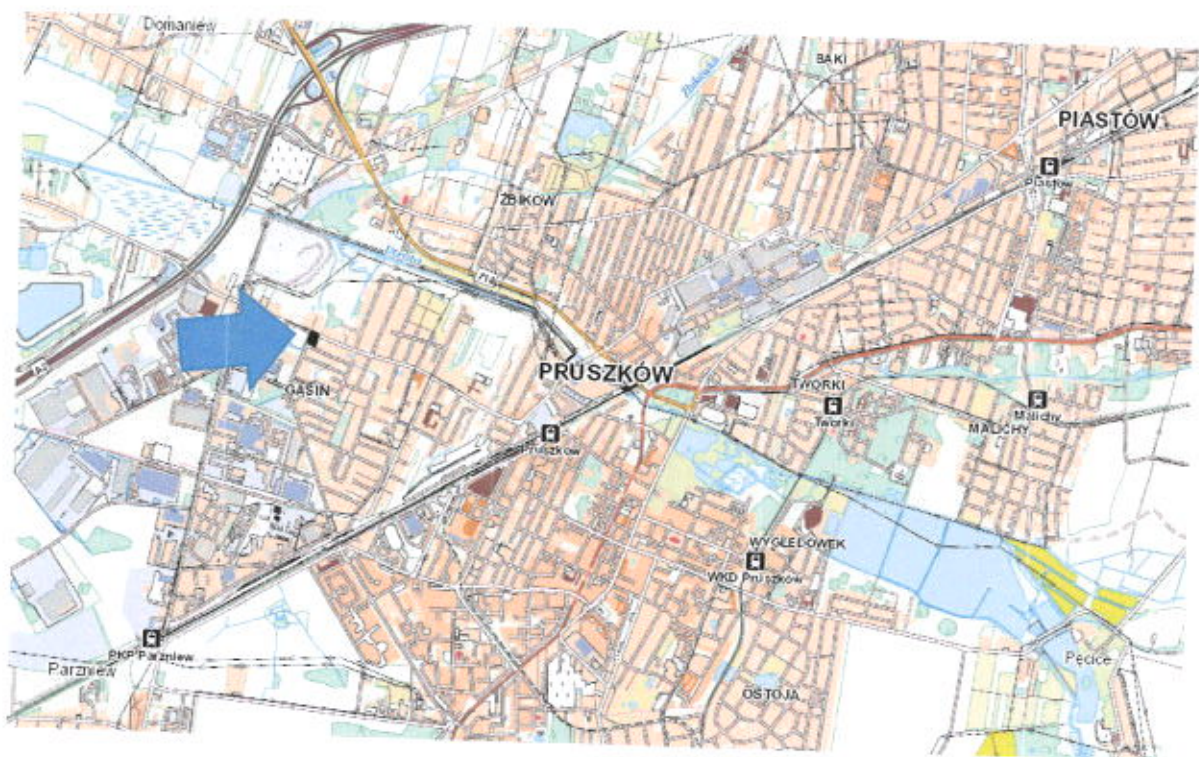 Domaniew
BAKI
PIASTÓW
Piastów
ŻBIKÓW
A2
PRUSZKÓW
GĄSIN
TWORKI
Tworki
Malichy
MALICHY
Pruszków
WYGLĘDÓWEK
WKD Pruszków
PKP Parzniew
Parzniew
Pęcice
OSTOJA